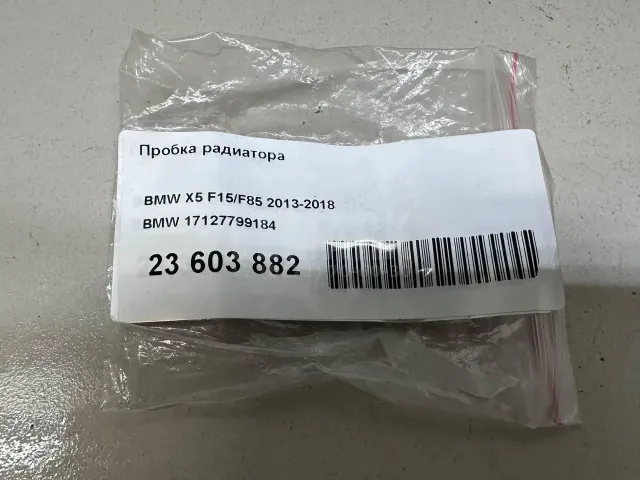 Пробка радиатора
BMW X5 F15/F85 2013-2018
BMW 17127799184
23 603 882